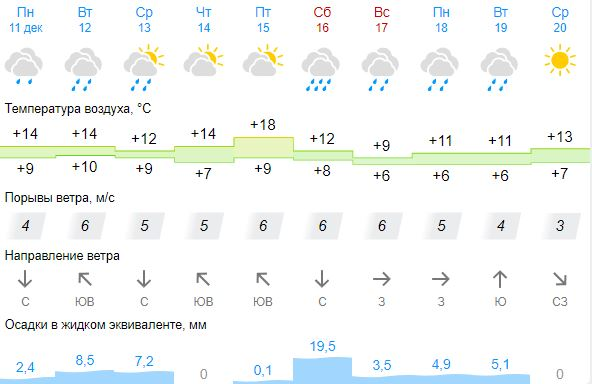 Пн Вт Ср Чт Пт Сб Вс Пн Вт Ср
11 дек 12 13 14 15 16 17 18 19 20
Температура воздуха, °C
+14 +14 +12 +14 +18 +12 +9 +11 +11 +13
+9 +10 +9 +7 +9 +8 +6 +6 +6 +7
Порывы ветра, м/с
4 6 5 5 6 6 6 5 4 3
Направление ветра
С ЮВ С ЮВ ЮВ С З З Ю СЗ
Осадки в жидком эквиваленте, мм
2,4 8,5 7,2 0 0,1 19,5 3,5 4,9 5,1 0